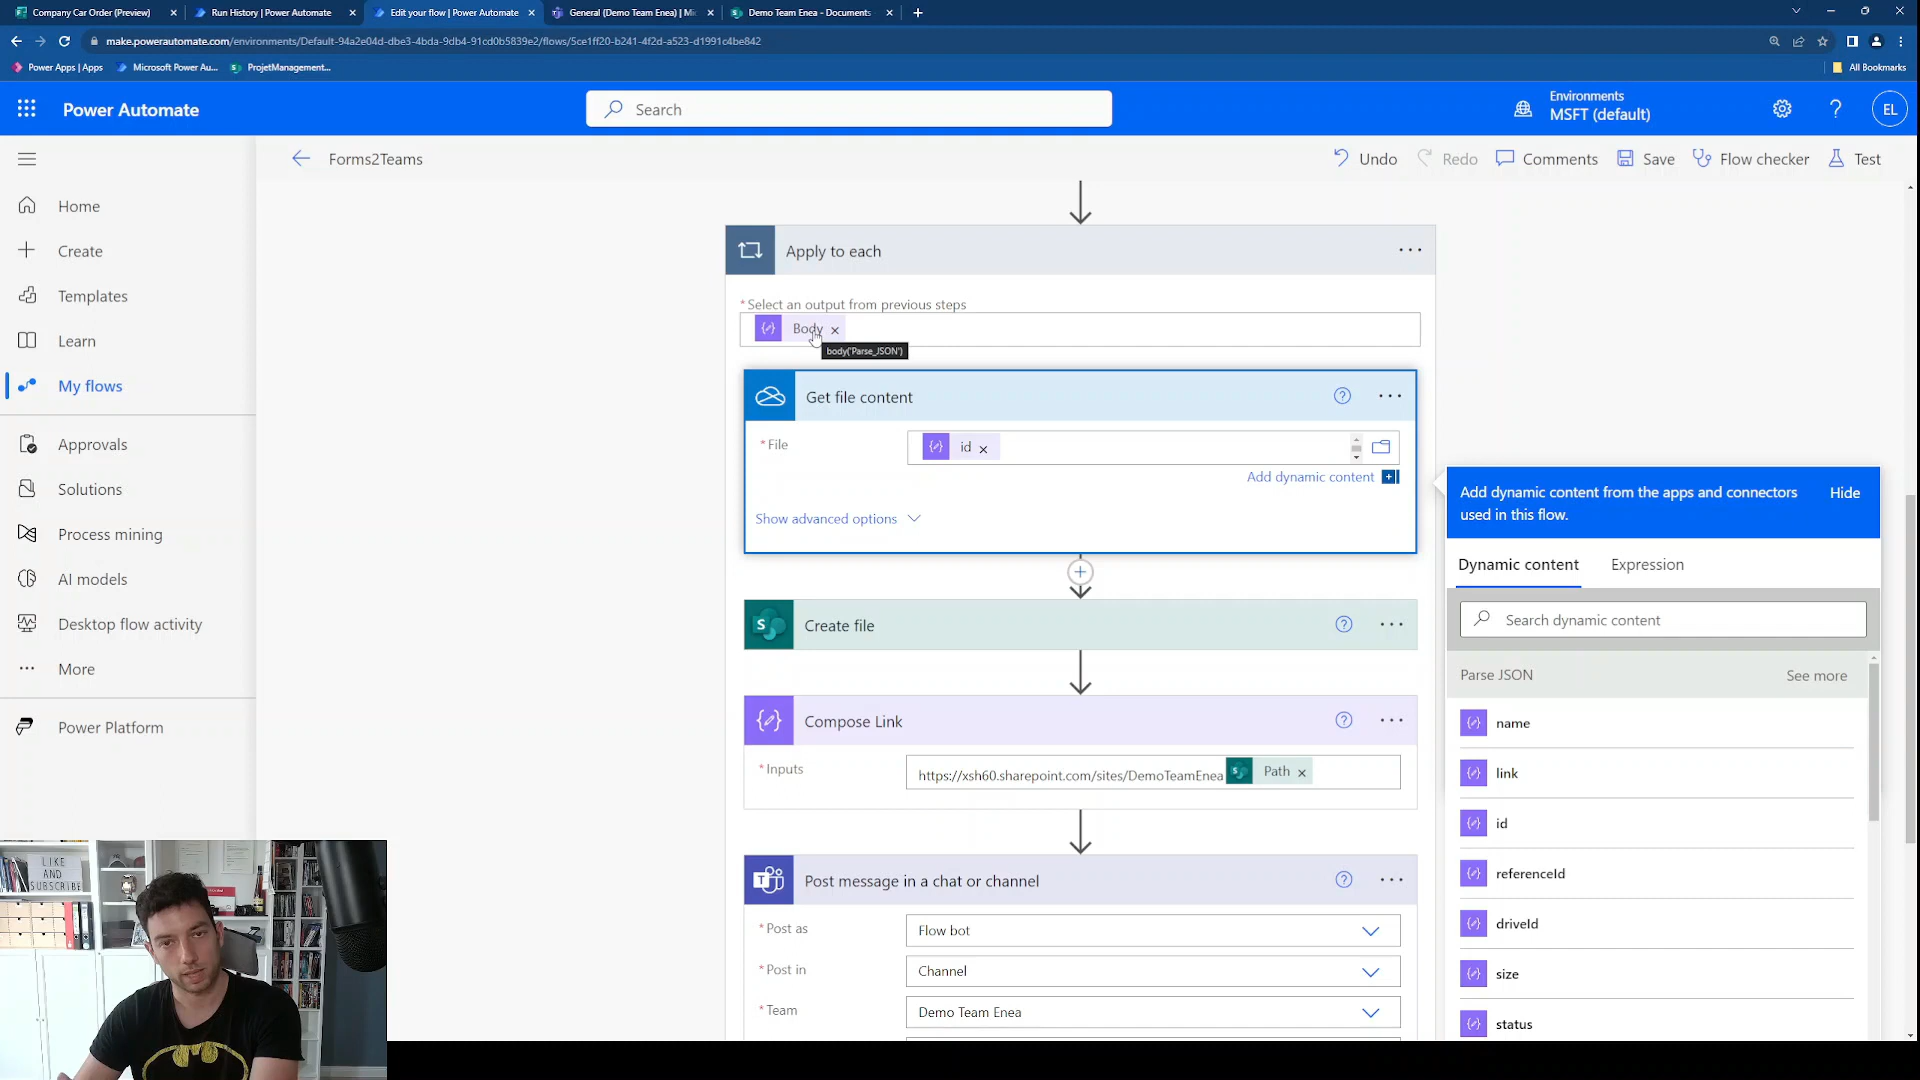 Company Car Order (Preview)
Run History | Power Automate
Edit your flow | Power Automate
General (Demo Team Enea) | Mic
Demo Team Enea - Documents
make.powerautomate.com/environments/Default-94a2e04d-dbe3-4bda-9db4-91cd0b5839e2/flows/5ce1ff20-b241-4f2d-a523-d1991c4be842
Power Apps | Apps
Microsoft Power Au...
ProjetManagement...
All Bookmarks
Power Automate
Search
Environments
MSFT (default)
EL
Forms2Teams
Undo
Redo
Comments
Save
Flow checker
Test
Home
Create
Templates
Learn
My flows
Approvals
Solutions
Process mining
AI models
Desktop flow activity
More
Power Platform
Apply to each
*Select an output from previous steps
Body
body('Parse_JSON')
Get file content
*File
id
Add dynamic content
Show advanced options
Create file
Compose Link
*Inputs
https://xsh60.sharepoint.com/sites/DemoTeamEnea
Path
Post message in a chat or channel
*Post as
Flow bot
*Post in
Channel
*Team
Demo Team Enea
Add dynamic content from the apps and connectors
used in this flow.
Hide
Dynamic content
Expression
Search dynamic content
Parse JSON
See more
name
link
id
referenceId
driveId
size
status
LIKE
AND
SUBSCRIBE